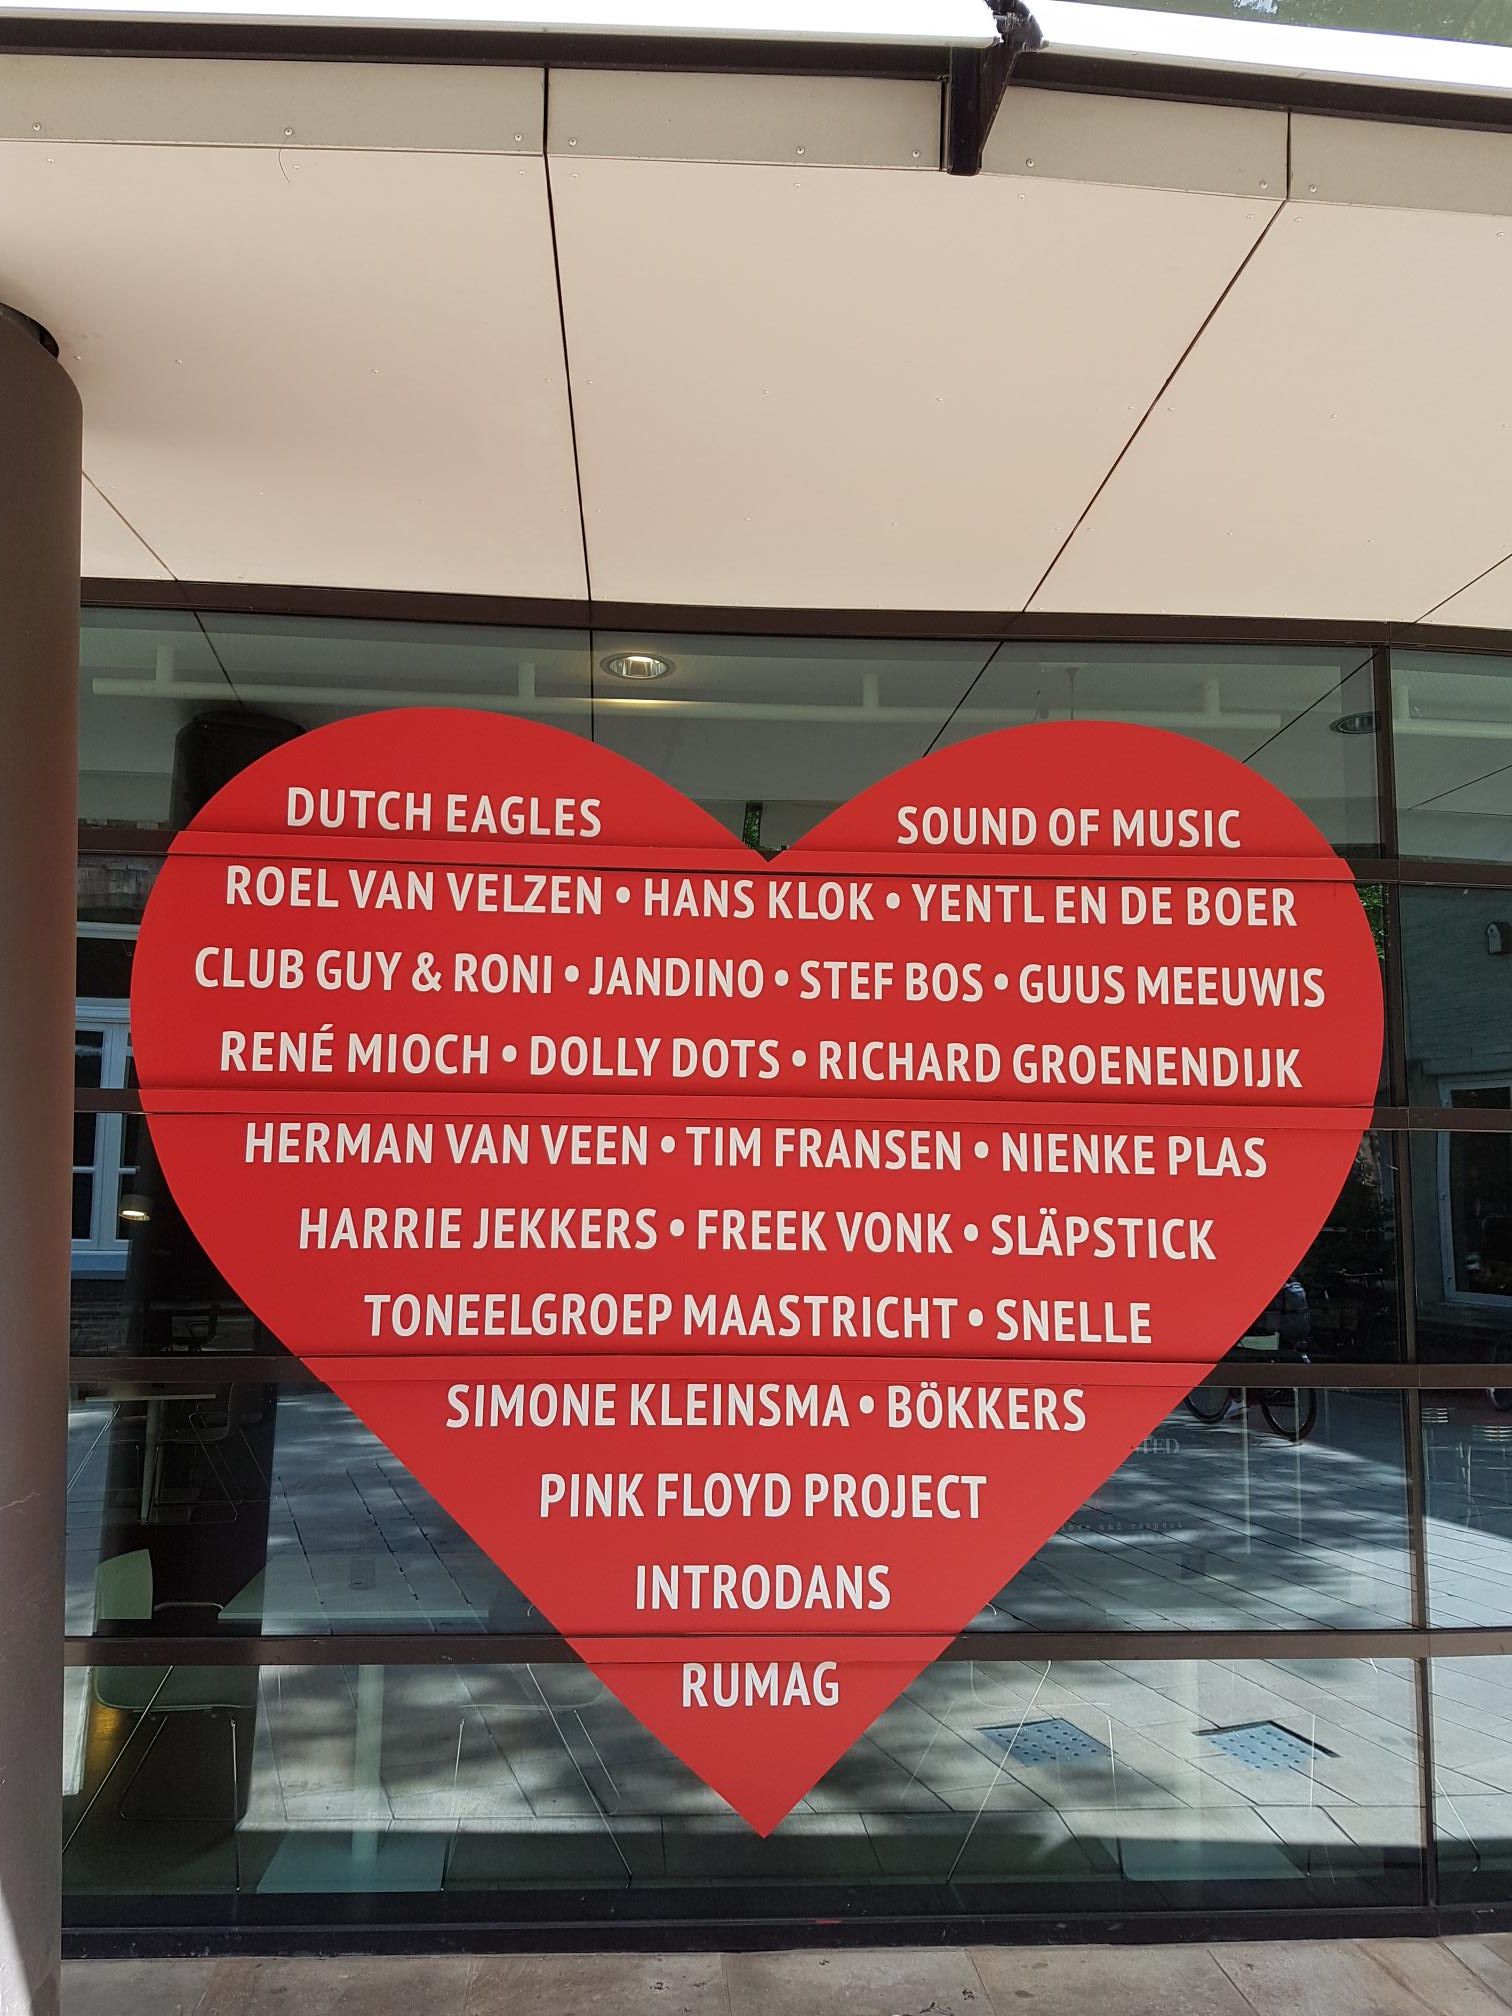 DUTCH EAGLES SOUND OF MUSIC
ROEL VAN VELZEN • HANS KLOK • YENTL EN DE BOER
CLUB GUY & RONI • JANDINO • STEF BOS • GUUS MEEUWIS
RENÉ MIOCH • DOLLY DOTS • RICHARD GROENENDIJK
HERMAN VAN VEEN • TIM FRANSEN • NIENKE PLAS
HARRIE JEKKERS • FREEK VONK • SLÄPSTICK
TONEELGROEP MAASTRICHT • SNELLE
SIMONE KLEINSMA • BÖKKERS
PINK FLOYD PROJECT
INTRODANS
RUMAG
and respect